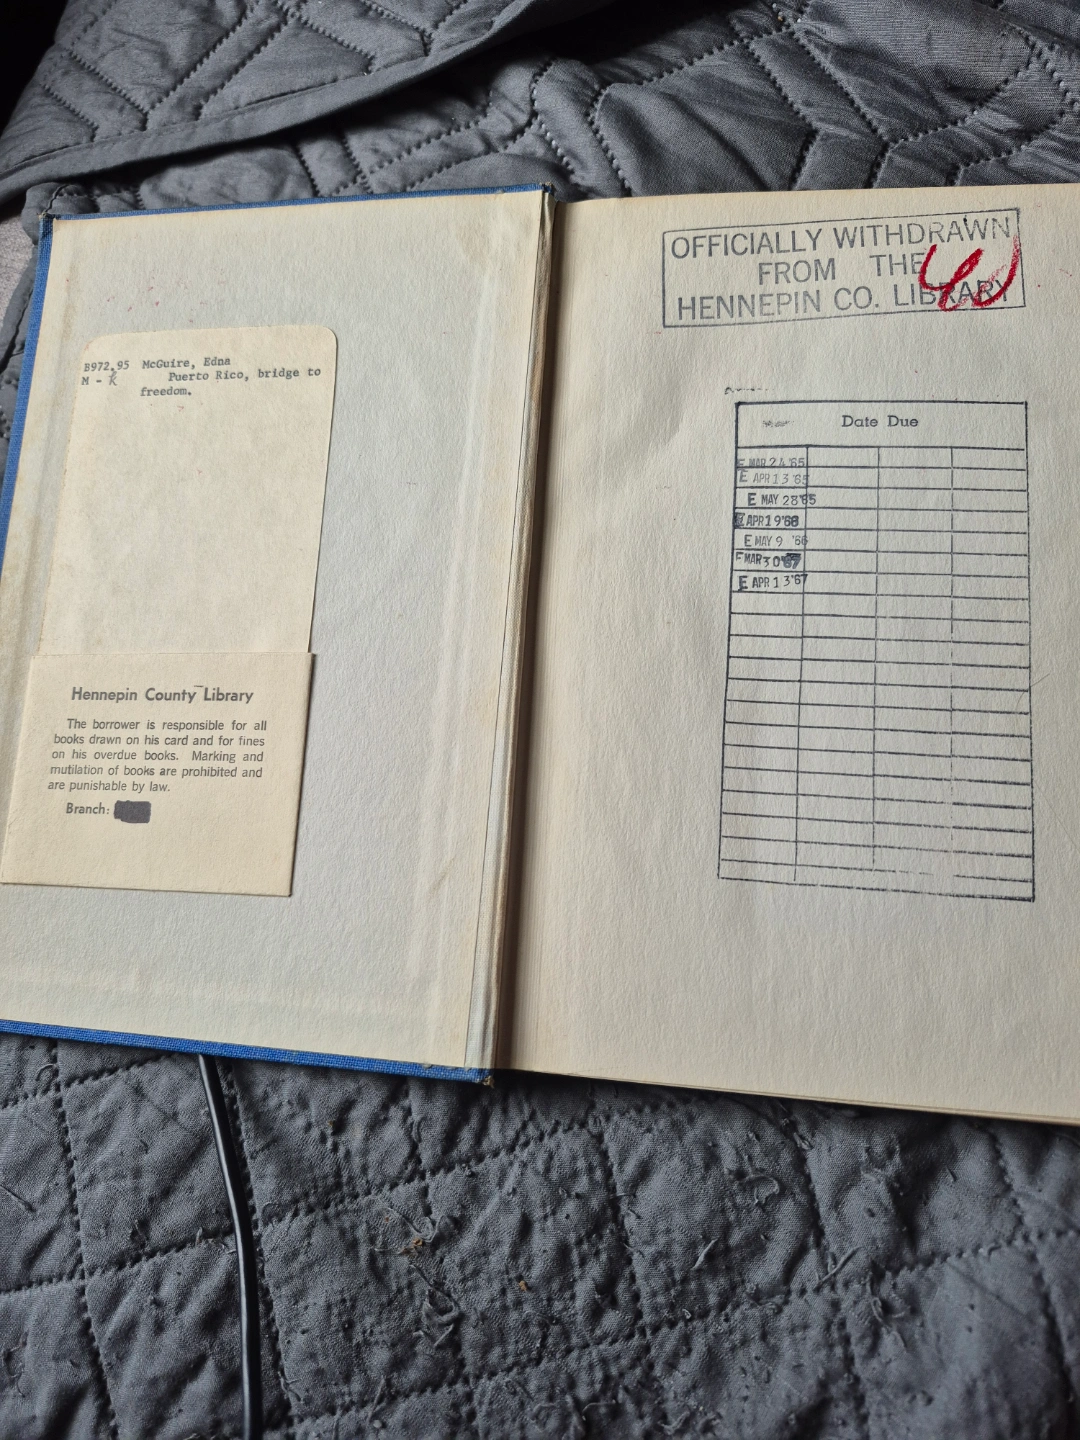 B972.95 McGuire, Edna
M - k Puerto Rico, bridge to
freedom.
Hennepin County Library
The borrower is responsible for all
books drawn on his card and for fines
on his overdue books. Marking and
mutilation of books are prohibited and
are punishable by law.
Branch:
OFFICIALLY WITHDRAWN
FROM THE
HENNEPIN CO. LIBRARY
Date Due
E MAR 24 '65
E APR 13 '65
E MAY 28 '65
E APR 19 '66
E MAY 9 '66
E MAR 30 '67
E APR 13 '67